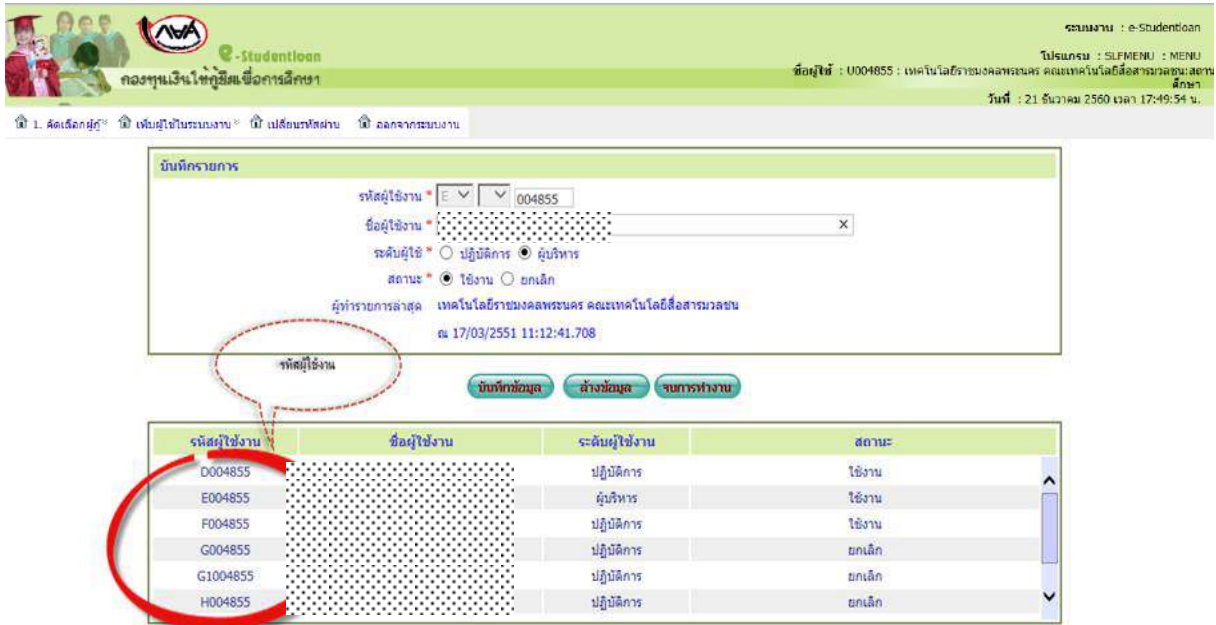 กยศ
e-Studentloan
กองทุนเงินให้กู้ยืมเพื่อการศึกษา
ระบบงาน : e-Studentloan
โปรแกรม : SLFMENU : MENU
ชื่อผู้ใช้ : U004855 : เทคโนโลยีราชมงคลพระนคร คณะเทคโนโลยีสื่อสารมวลชน:สถาน
ศึกษา
วันที่ : 21 ธันวาคม 2560 เวลา 17:49:54 น.
1. คัดเลือกผู้กู้ เพิ่มผู้ใช้ในระบบงาน เปลี่ยนรหัสผ่าน ออกจากระบบงาน
บันทึกรายการ
รหัสผู้ใช้งาน * E 004855
ชื่อผู้ใช้งาน * X
ระดับผู้ใช้ * ปฏิบัติการ ผู้บริหาร
สถานะ * ใช้งาน ยกเลิก
ผู้ทำรายการล่าสุด เทคโนโลยีราชมงคลพระนคร คณะเทคโนโลยีสื่อสารมวลชน
ณ 17/03/2551 11:12:41.708
รหัสผู้ใช้งาน
บันทึกข้อมูล ล้างข้อมูล จบการทำงาน
รหัสผู้ใช้งาน ชื่อผู้ใช้งาน ระดับผู้ใช้งาน สถานะ
D004855 ปฏิบัติการ ใช้งาน
E004855 ผู้บริหาร ใช้งาน
F004855 ปฏิบัติการ ใช้งาน
G004855 ปฏิบัติการ ยกเลิก
G1004855 ปฏิบัติการ ยกเลิก
H004855 ปฏิบัติการ ยกเลิก